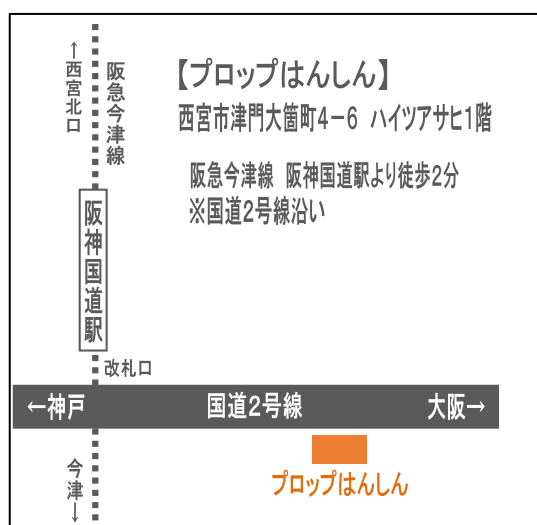 ↑西宮北口
阪急今津線
【プロップはんしん】
西宮市津門大箇町4−6 ハイツアサヒ1階
阪急今津線 阪神国道駅より徒歩2分
※国道2号線沿い
阪神国道駅
改札口
←神戸
国道2号線
大阪→
今津↓
プロップはんしん